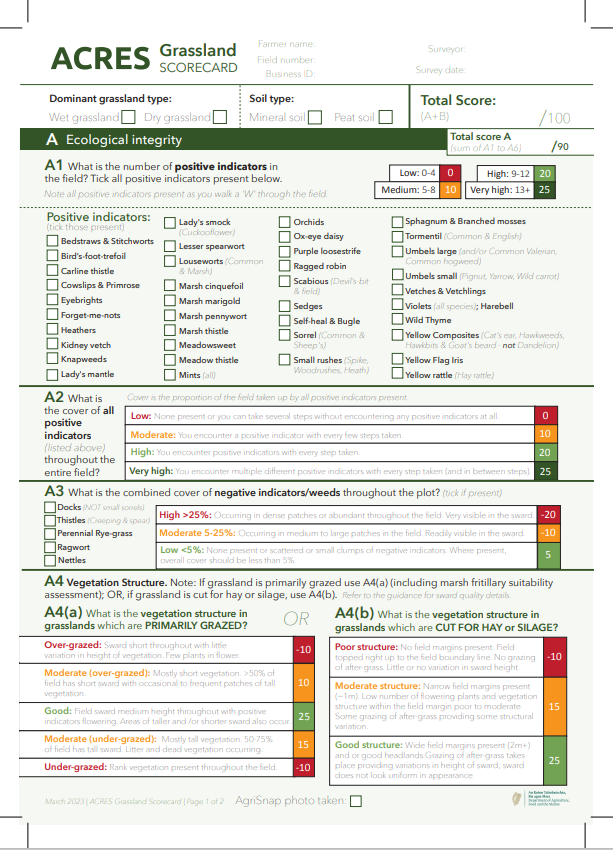 ACRES Grassland SCORECARD
Farmer name:
Field number:
Business ID:
Surveyor:
Survey date:
Dominant grassland type:
Wet grassland Dry grassland
Soil type:
Mineral soil Peat soil
Total Score:
(A+B) /100
A Ecological integrity
Total score A
(sum of A1 to A6) /90
A1 What is the number of positive indicators in
the field? Tick all positive indicators present below.
Note all positive indicators present as you walk a 'W' through the field.
Low: 0-4 0 High: 9-12 20
Medium: 5-8 10 Very high: 13+ 25
Positive indicators:
(tick those present)
Bedstraws & Stitchworts
Bird's-foot-trefoil
Carline thistle
Cowslips & Primrose
Eyebrights
Forget-me-nots
Heathers
Kidney vetch
Knapweeds
Lady's mantle
Lady's smock
(Cuckooflower)
Lesser spearwort
Louseworts (Common
& Marsh)
Marsh cinquefoil
Marsh marigold
Marsh pennywort
Marsh thistle
Meadowsweet
Meadow thistle
Mints (all)
Orchids
Ox-eye daisy
Purple loosestrife
Ragged robin
Scabious (Devil's-bit
& field)
Sedges
Self-heal & Bugle
Sorrel (Common &
Sheep's)
Small rushes (Spike,
Woodrushes, Heath)
Sphagnum & Branched mosses
Tormentil (Common & English)
Umbels large (and/or Common Valerian,
Common hogweed)
Umbels small (Pignut, Yarrow, Wild carrot)
Vetches & Vetchlings
Violets (all species); Harebell
Wild Thyme
Yellow Composites (Cat's ear, Hawkweeds,
Hawkbits & Goat's beard - not Dandelion)
Yellow Flag Iris
Yellow rattle (Hay rattle)
A2 What is
the cover of all
positive
indicators
(listed above)
throughout the
entire field?
Cover is the proportion of the field taken up by all positive indicators present.
Low: None present or you can take several steps without encountering any positive indicators at all. 0
Moderate: You encounter a positive indicator with every few steps taken. 10
High: You encounter positive indicators with every step taken. 20
Very high: You encounter multiple different positive indicators with every step taken (and in between steps) 25
A3 What is the combined cover of negative indicators/weeds throughout the plot? (tick if present)
Docks (NOT small sorrels)
Thistles (Creeping & spear)
Perennial Rye-grass
Ragwort
Nettles
High >25%: Occurring in dense patches or abundant throughout the field. Very visible in the sward. -20
Moderate 5-25%: Occurring in medium to large patches in the field. Readily visible in the sward. -10
Low <5%: None present or scattered or small clumps of negative indicators. Where present,
overall cover should be less than 5%. 5
A4 Vegetation Structure. Note: If grassland is primarily grazed use A4(a) (including marsh fritillary suitability
assessment); OR, if grassland is cut for hay or silage, use A4(b). Refer to the guidance for sward quality details.
A4(a) What is the vegetation structure in
grasslands which are PRIMARILY GRAZED?
OR
A4(b) What is the vegetation structure in
grasslands which are CUT FOR HAY or SILAGE?
Over-grazed: Sward short throughout with little
variation in height of vegetation. Few plants in flower. -10
Moderate (over-grazed): Mostly short vegetation. >50% of
field has short sward with occasional to frequent patches of tall
vegetation. 10
Good: Field sward medium height throughout with positive
indicators flowering. Areas of taller and /or shorter sward also occur. 25
Moderate (under-grazed): Mostly tall vegetation. 50-75%
of field has tall sward. Litter and dead vegetation occurring. 15
Under-grazed: Rank vegetation present throughout the field. -10
Poor structure: No field margins present. Field
topped right up to the field boundary line. No grazing
of after-grass. Little or no variation in sward height -10
Moderate structure: Narrow field margins present
(~1m). Low number of flowering plants and vegetation
structure within the field margin poor to moderate.
Some grazing of after-grass providing some structural
variation. 15
Good structure: Wide field margins present (2m+)
and or good headlands.Grazing of after-grass takes
place providing variations in height of sward, sward
does not look uniform in appearance 25
March 2023 | ACRES Grassland Scorecard | Page 1 of 2
AgriSnap photo taken:
An Roinn Talmhaíochta,
Bia agus Mara
Department of Agriculture,
Food and the Marine